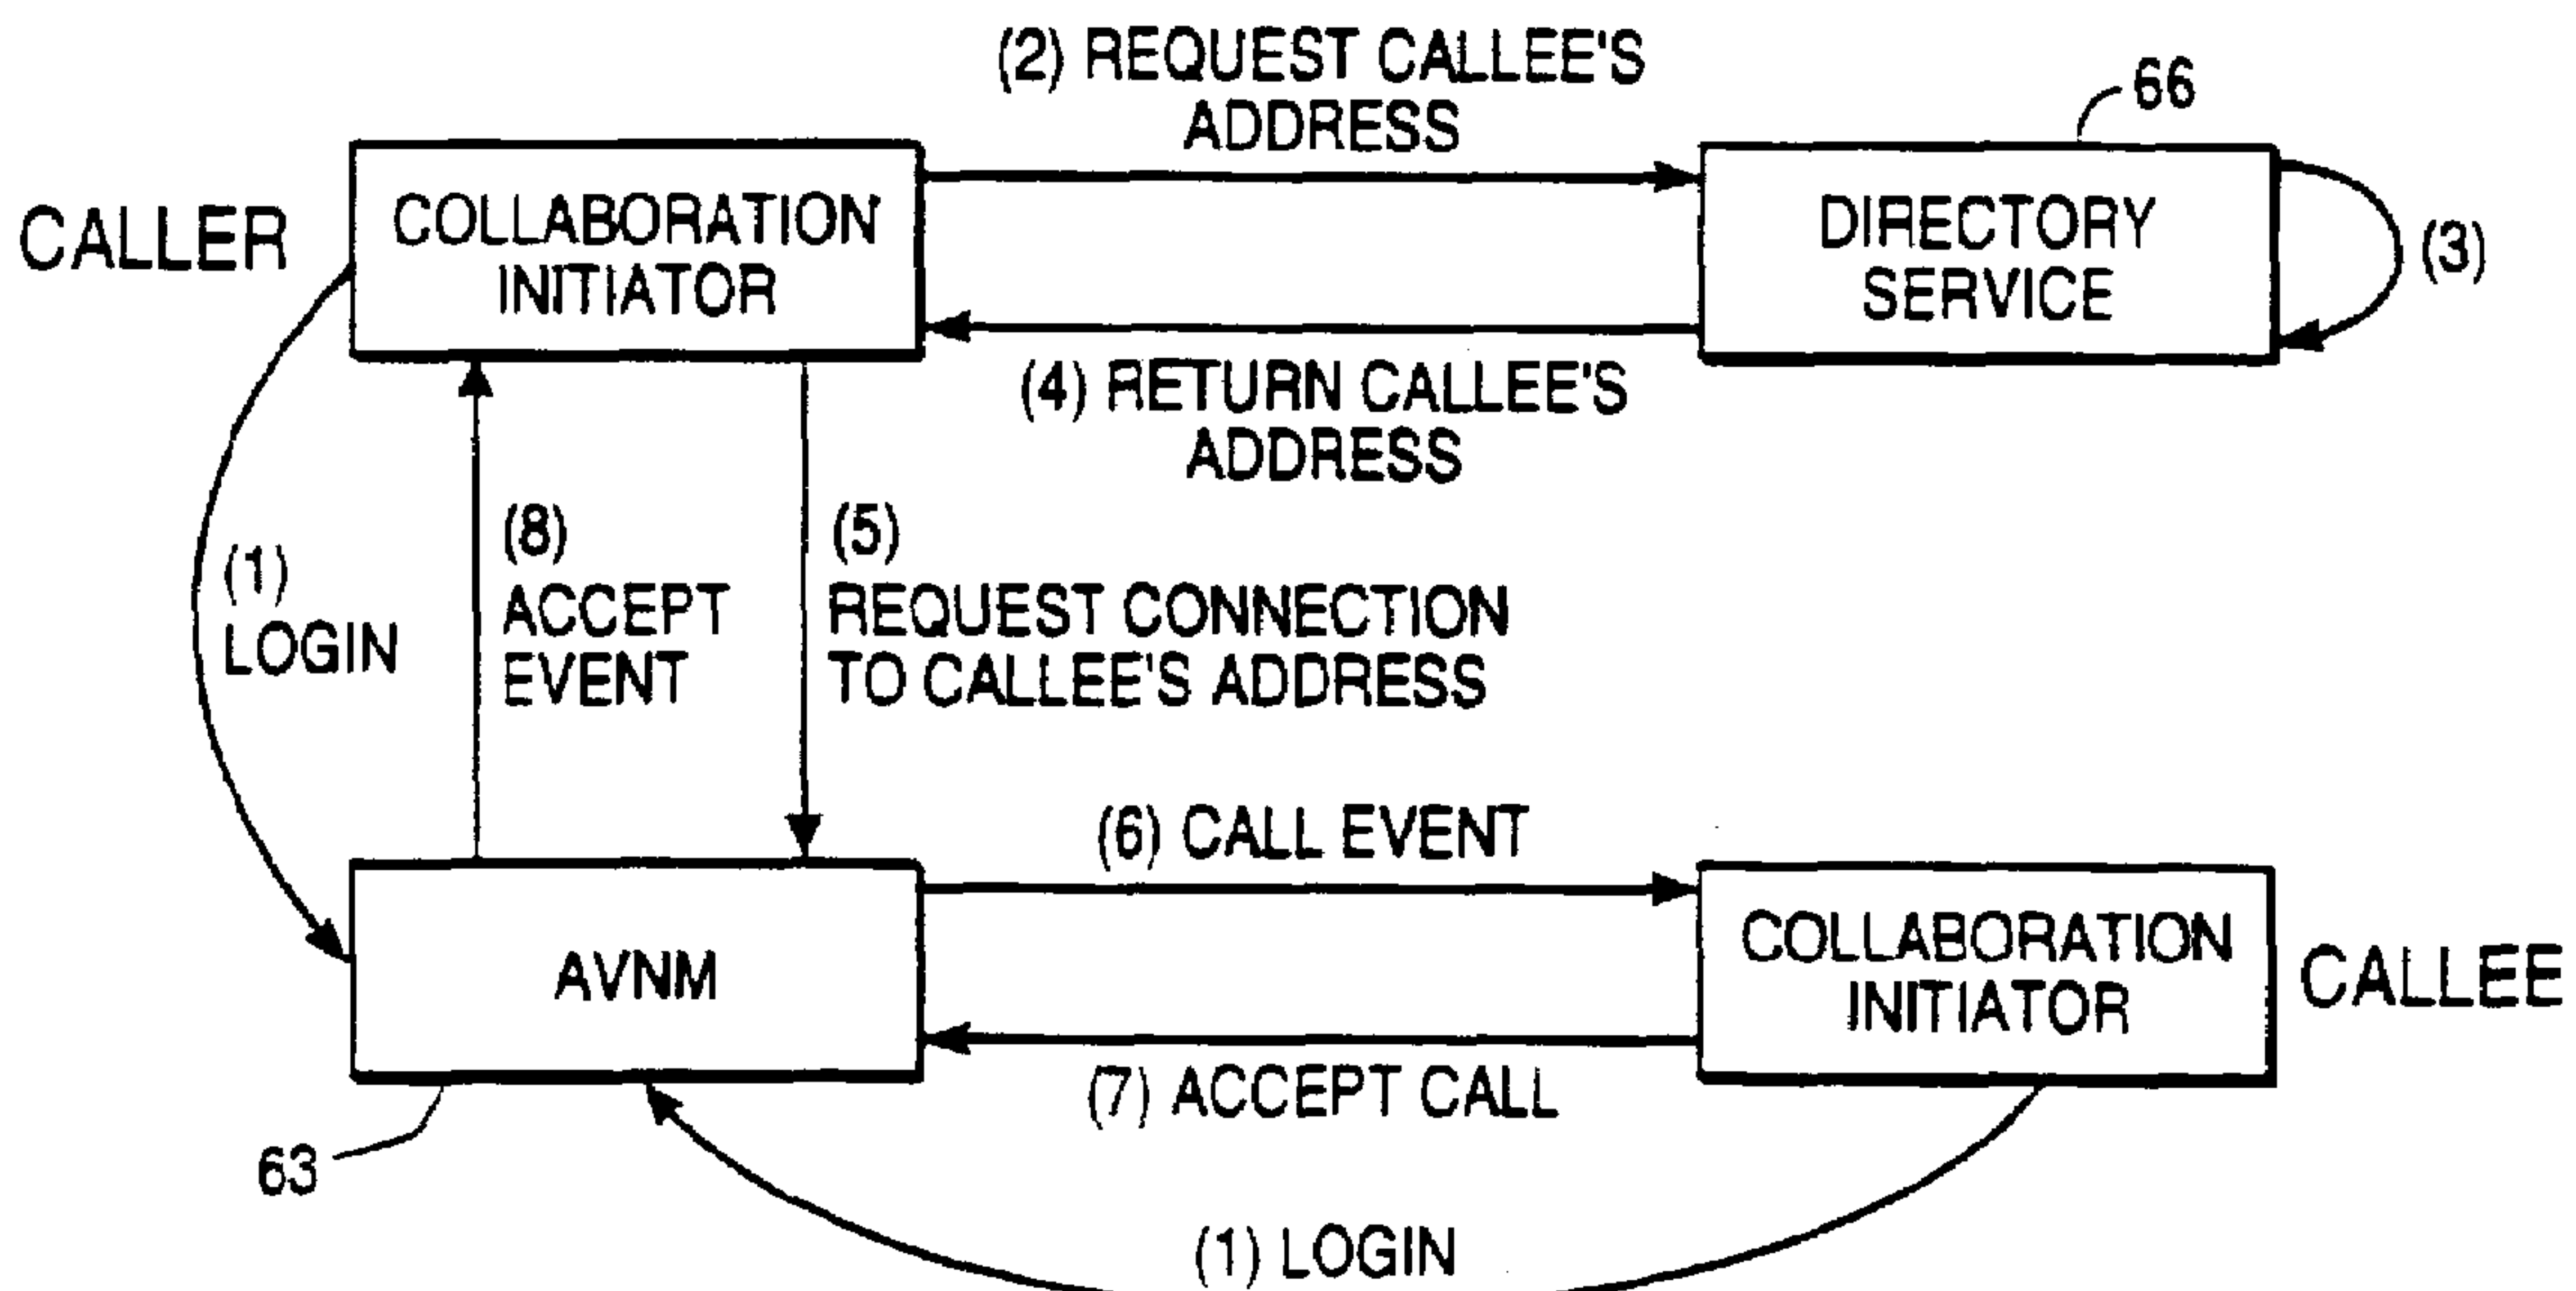 (2) REQUEST CALLEE'S
ADDRESS
66
CALLER
COLLABORATION
INITIATOR
DIRECTORY
SERVICE
(3)
(4) RETURN CALLEE'S
ADDRESS
(1)
LOGIN
(8)
ACCEPT
EVENT
(5)
REQUEST CONNECTION
TO CALLEE'S ADDRESS
(6) CALL EVENT
AVNM
COLLABORATION
INITIATOR
CALLEE
(7) ACCEPT CALL
63
(1) LOGIN